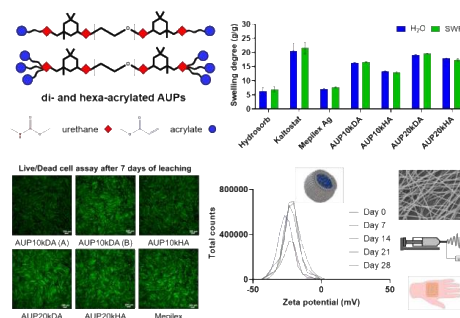 di- and hexa-acrylated AUPs
urethane
acrylate
Swelling degree (g/g)
30
25
20
15
10
5
0
H₂O
SWF
Hydrosorb
Kaltostat
Mepilex Ag
AUP10kDA
AUP10kHA
AUP20kDA
AUP20kHA
Live/Dead cell assay after 7 days of leaching
AUP10kDA (A)
AUP10kDA (B)
AUP10kHA
AUP20kDA
AUP20kHA
Mepilex
Total counts
800000
400000
0
-50
0
50
Zeta potential (mV)
Day 0
Day 7
Day 14
Day 21
Day 28